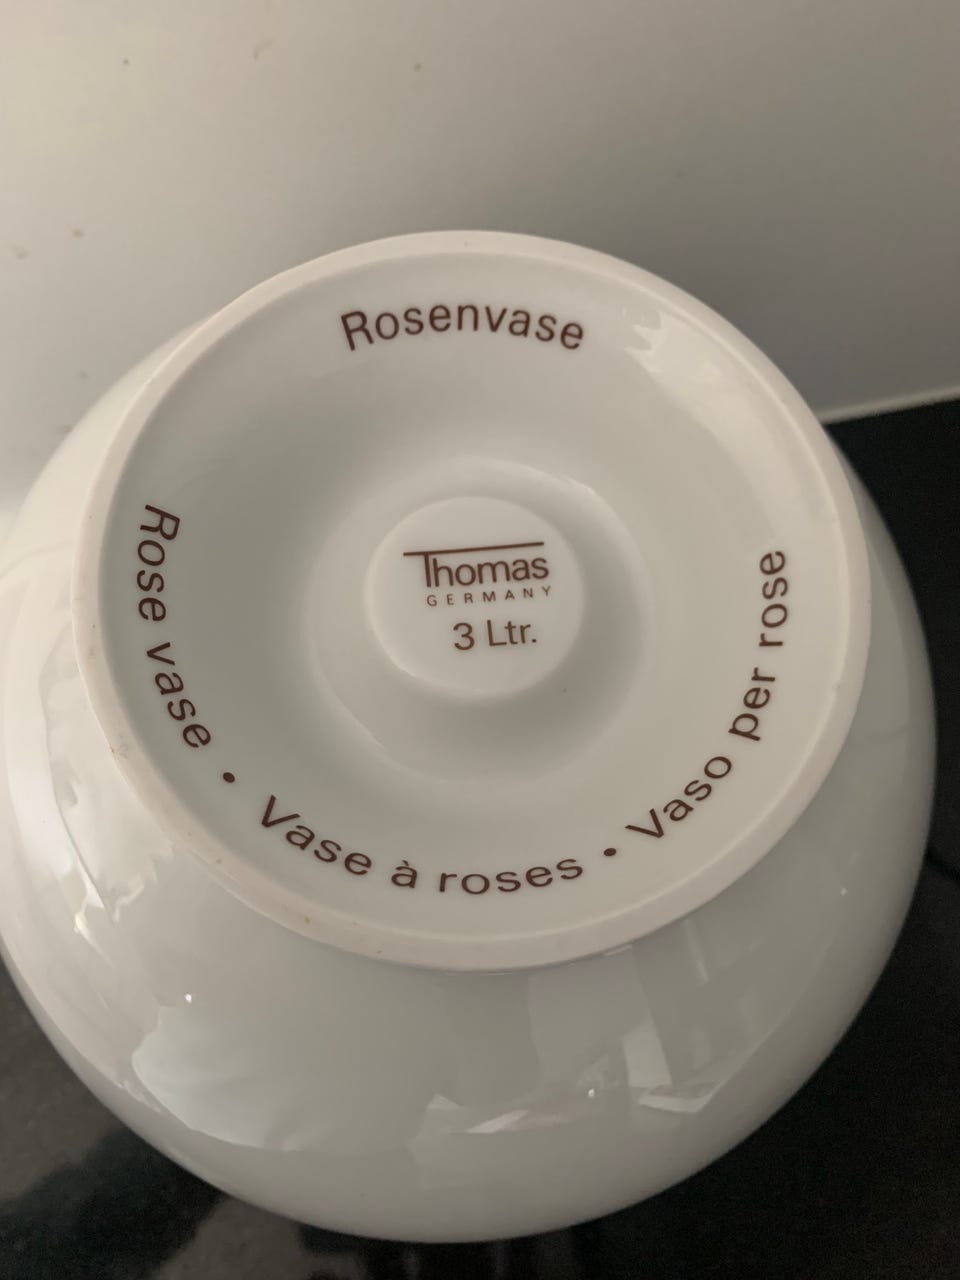 Rosenvase
Thomas
GERMANY
3 Ltr.
Rose vase • Vase à roses • Vaso per rose